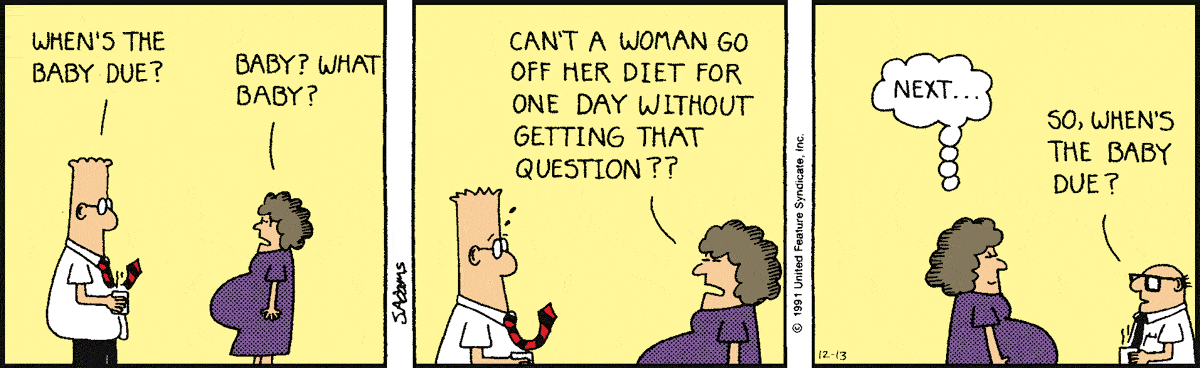 WHEN'S THE
BABY DUE?
BABY? WHAT
BABY?
S.Adams
CAN'T A WOMAN GO
OFF HER DIET FOR
ONE DAY WITHOUT
GETTING THAT
QUESTION??
© 1991 United Feature Syndicate, Inc.
NEXT...
SO, WHEN'S
THE BABY
DUE?
12-13